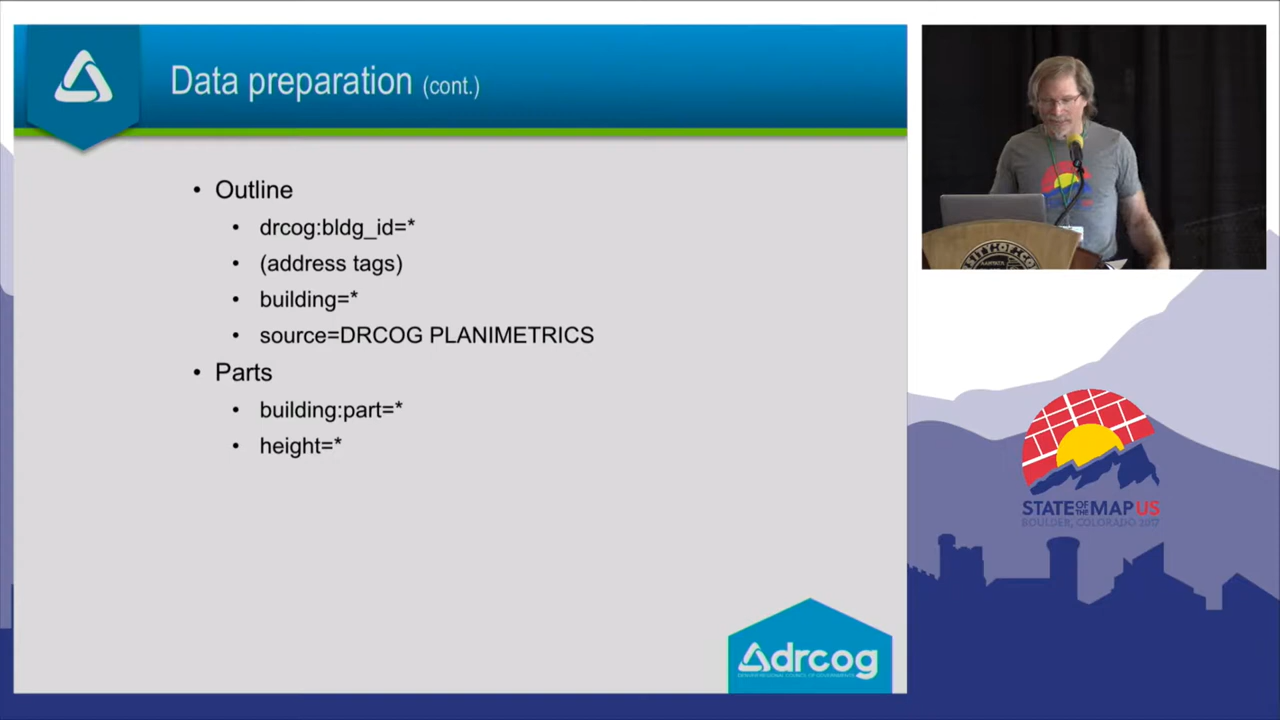 Data preparation (cont.)
• Outline
• drcog:bldg_id=*
• (address tags)
• building=*
• source=DRCOG PLANIMETRICS
• Parts
• building:part=*
• height=*
drcog
DENVER REGIONAL COUNCIL OF GOVERNMENTS
STATE OF THE MAP US
BOULDER, COLORADO 2017